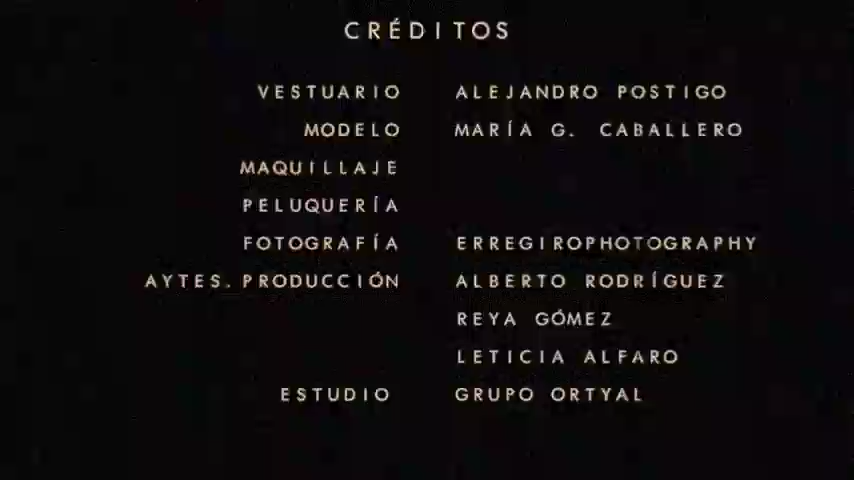 CRÉDITOS
VESTUARIO ALEJANDRO POSTIGO
MODELO MARÍA G. CABALLERO
MAQUILLAJE
PELUQUERÍA
FOTOGRAFÍA ERREGIROPHOTOGRAPHY
AYTES. PRODUCCIÓN ALBERTO RODRÍGUEZ
REYA GÓMEZ
LETICIA ALFARO
ESTUDIO GRUPO ORTYAL